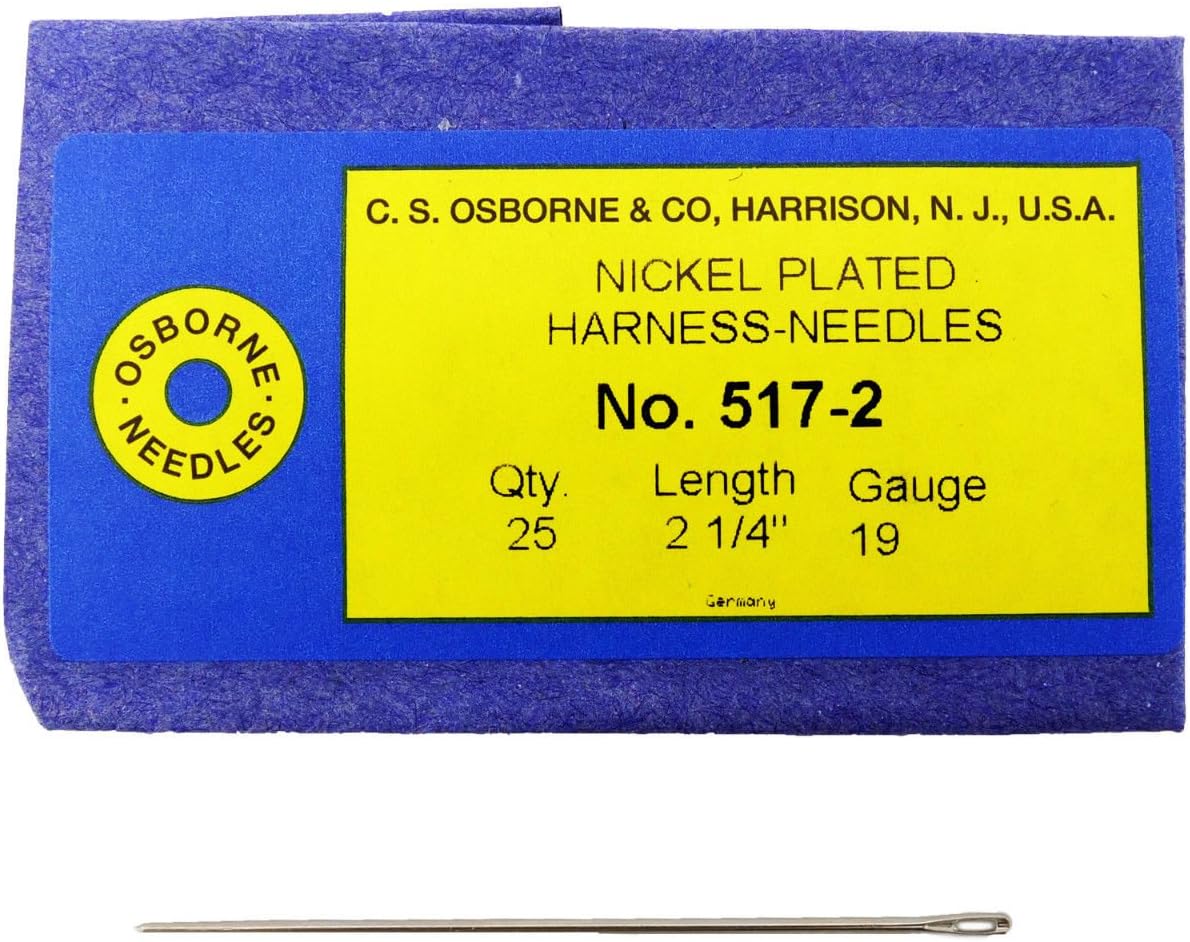 C. S. OSBORNE & CO, HARRISON, N. J., U.S.A.
NICKEL PLATED
HARNESS-NEEDLES
No. 517-2
Qty. Length Gauge
25 2 1/4" 19
Germany
· OSBORNE · NEEDLES